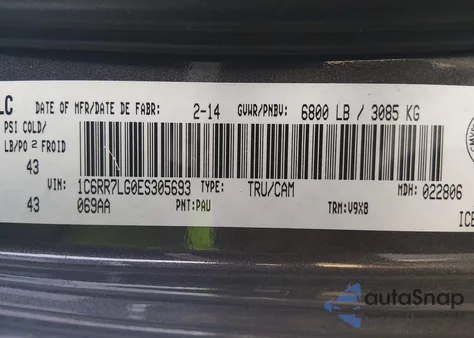 LC DATE OF MFR/DATE DE FABR: 2-14 GVWR/PNBV: 6800 LB / 3085 KG
PSI COLD/
LB/PO 2 FROID
43
VIN: 1C6RR7LG0ES305693 TYPE: TRU/CAM MDH: 022806
43 069AA PNT: PAU TRM: V9X8 ICE
autoSnap